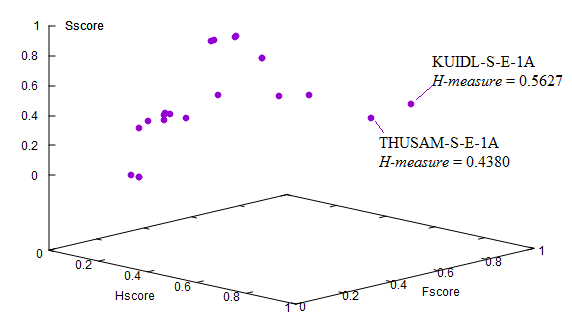 1
Sscore
0.8
0.6
0.4
0.2
0
KUIDL-S-E-1A
H-measure = 0.5627
THUSAM-S-E-1A
H-measure = 0.4380
0
0.2
0.4
0.6
0.8
1
Hscore
0
0.2
0.4
0.6
0.8
1
Fscore